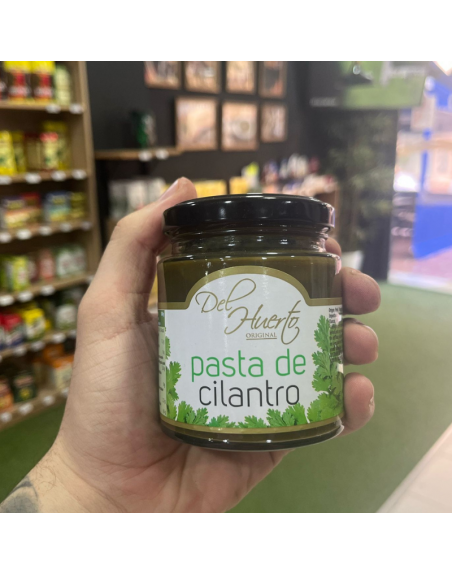 Del
Huerto
ORIGINAL
pasta de
cilantro